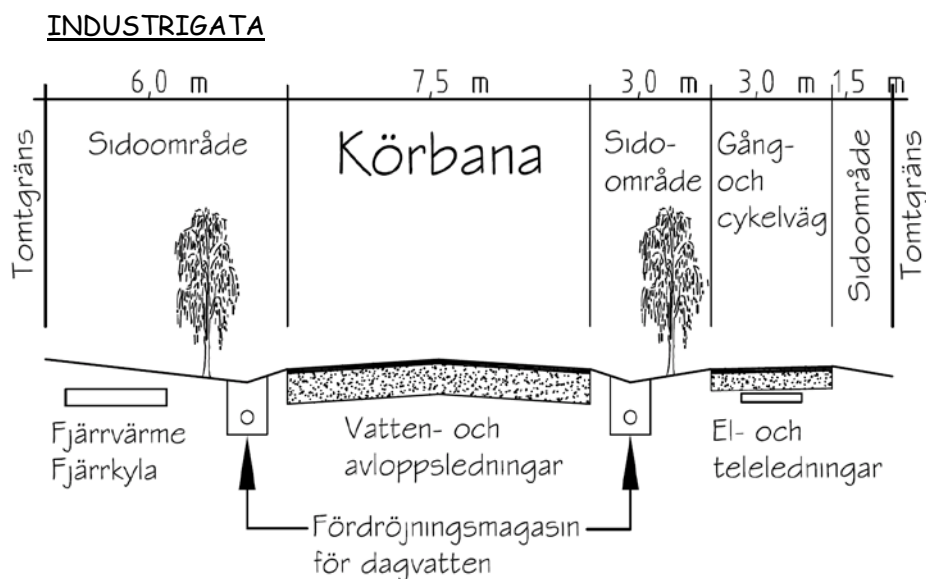 INDUSTRIGATA
6,0 m 7,5 m 3,0 m 3,0 m 1,5 m
Tomtgräns
Sidoområde
Körbana
Sido-
område
Gång-
och
cykelväg
Sidoområde
Tomtgräns
Fjärrvärme
Fjärrkyla
Vatten- och
avloppsledningar
El- och
teleledningar
Fördröjningsmagasin
för dagvatten